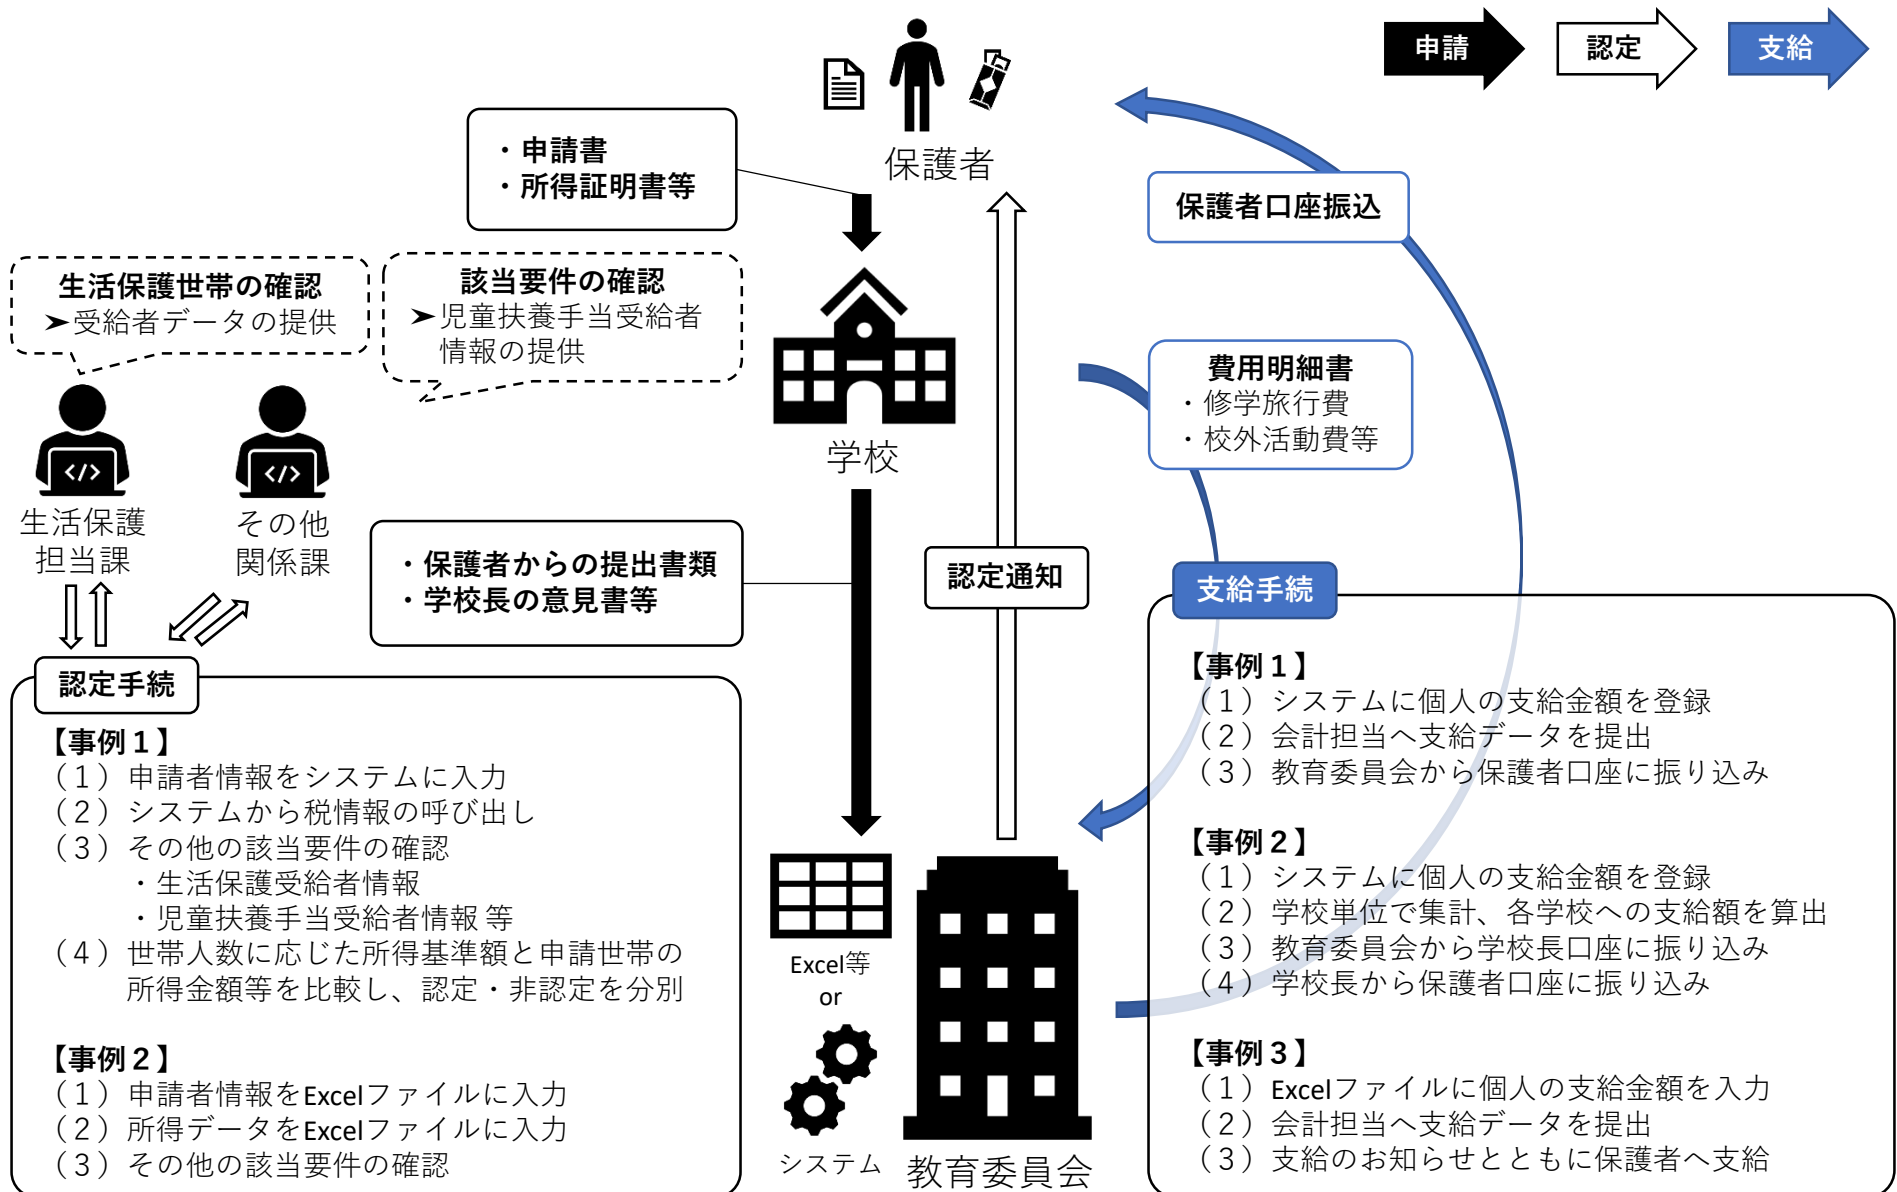 申請
認定
支給
・申請書
・所得証明書等
保護者
保護者口座振込
生活保護世帯の確認
➤受給者データの提供
該当要件の確認
➤児童扶養手当受給者
情報の提供
費用明細書
・修学旅行費
・校外活動費等
学校
生活保護
担当課
その他
関係課
・保護者からの提出書類
・学校長の意見書等
認定通知
認定手続
【事例１】
（１）申請者情報をシステムに入力
（２）システムから税情報の呼び出し
（３）その他の該当要件の確認
・生活保護受給者情報
・児童扶養手当受給者情報 等
（４）世帯人数に応じた所得基準額と申請世帯の
所得金額等を比較し、認定・非認定を分別
【事例２】
（１）申請者情報をExcelファイルに入力
（２）所得データをExcelファイルに入力
（３）その他の該当要件の確認
Excel等
or
システム
教育委員会
支給手続
【事例１】
（１）システムに個人の支給金額を登録
（２）会計担当へ支給データを提出
（３）教育委員会から保護者口座に振り込み
【事例２】
（１）システムに個人の支給金額を登録
（２）学校単位で集計、各学校への支給額を算出
（３）教育委員会から学校長口座に振り込み
（４）学校長から保護者口座に振り込み
【事例３】
（１）Excelファイルに個人の支給金額を入力
（２）会計担当へ支給データを提出
（３）支給のお知らせとともに保護者へ支給